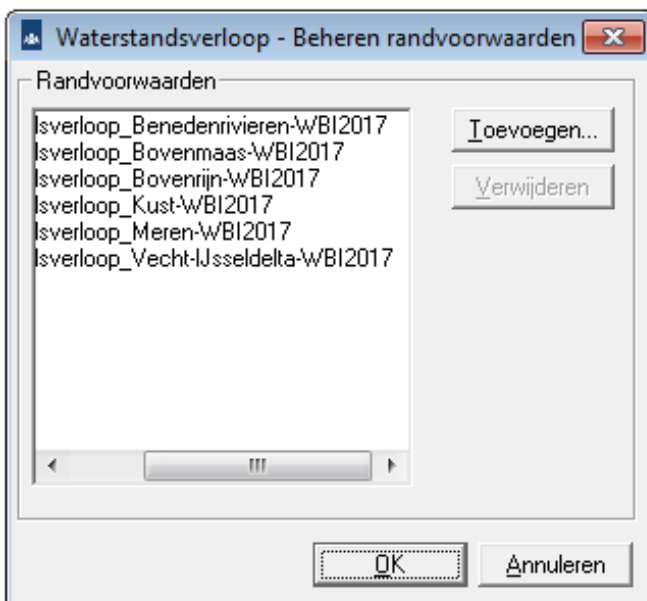 Waterstandsverloop - Beheren randvoorwaarden
Randvoorwaarden
lsverloop_Benedenrivieren-WBI2017
lsverloop_Bovenmaas-WBI2017
lsverloop_Bovenrijn-WBI2017
lsverloop_Kust-WBI2017
lsverloop_Meren-WBI2017
lsverloop_Vecht-IJsseldelta-WBI2017
Toevoegen...
Verwijderen
OK
Annuleren